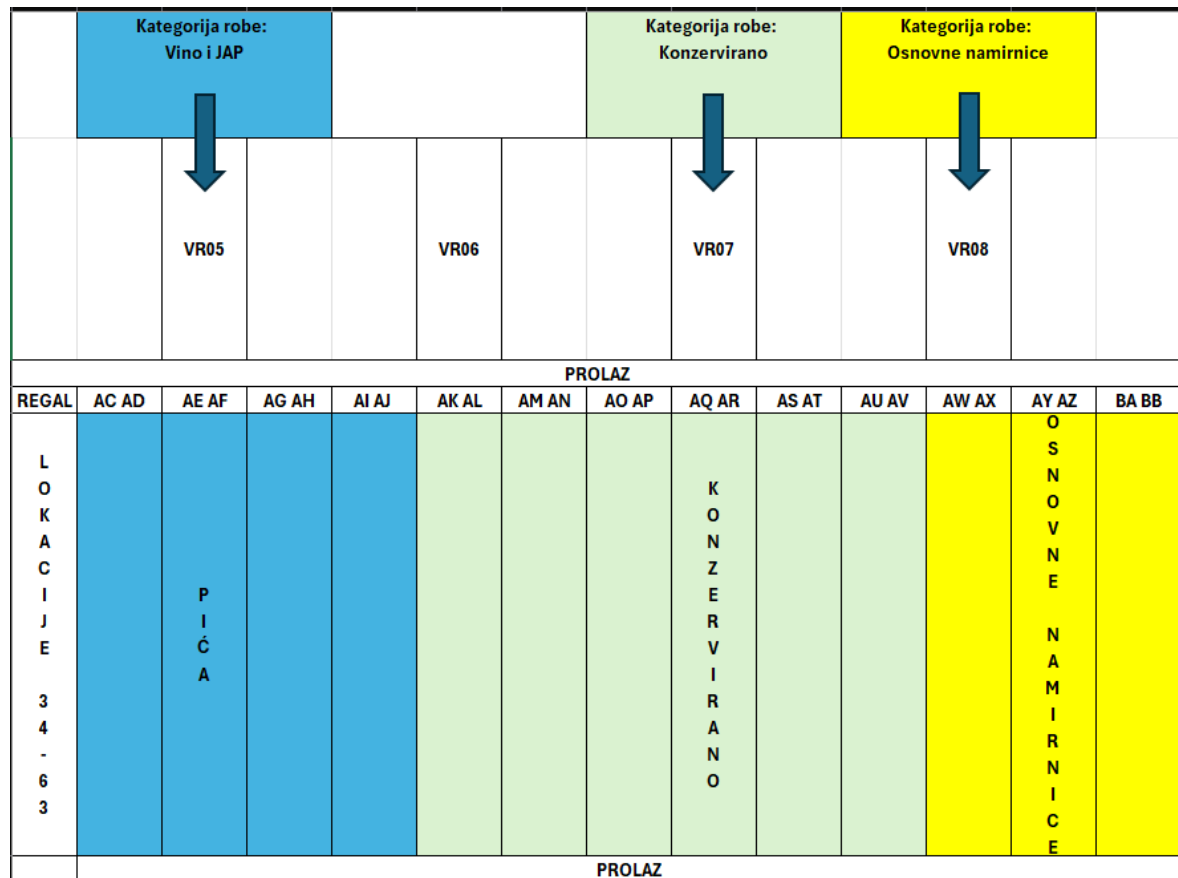 Kategorija robe:
Vino i JAP
Kategorija robe:
Konzervirano
Kategorija robe:
Osnovne namirnice
VR05
VR06
VR07
VR08
PROLAZ
REGAL AC AD AE AF AG AH AI AJ AK AL AM AN AO AP AQ AR AS AT AU AV AW AX AY AZ BA BB
LOKACIJE 34-63
PIĆA
KONZERVIRANO
OSNOVNE NAMIRNICE
PROLAZ